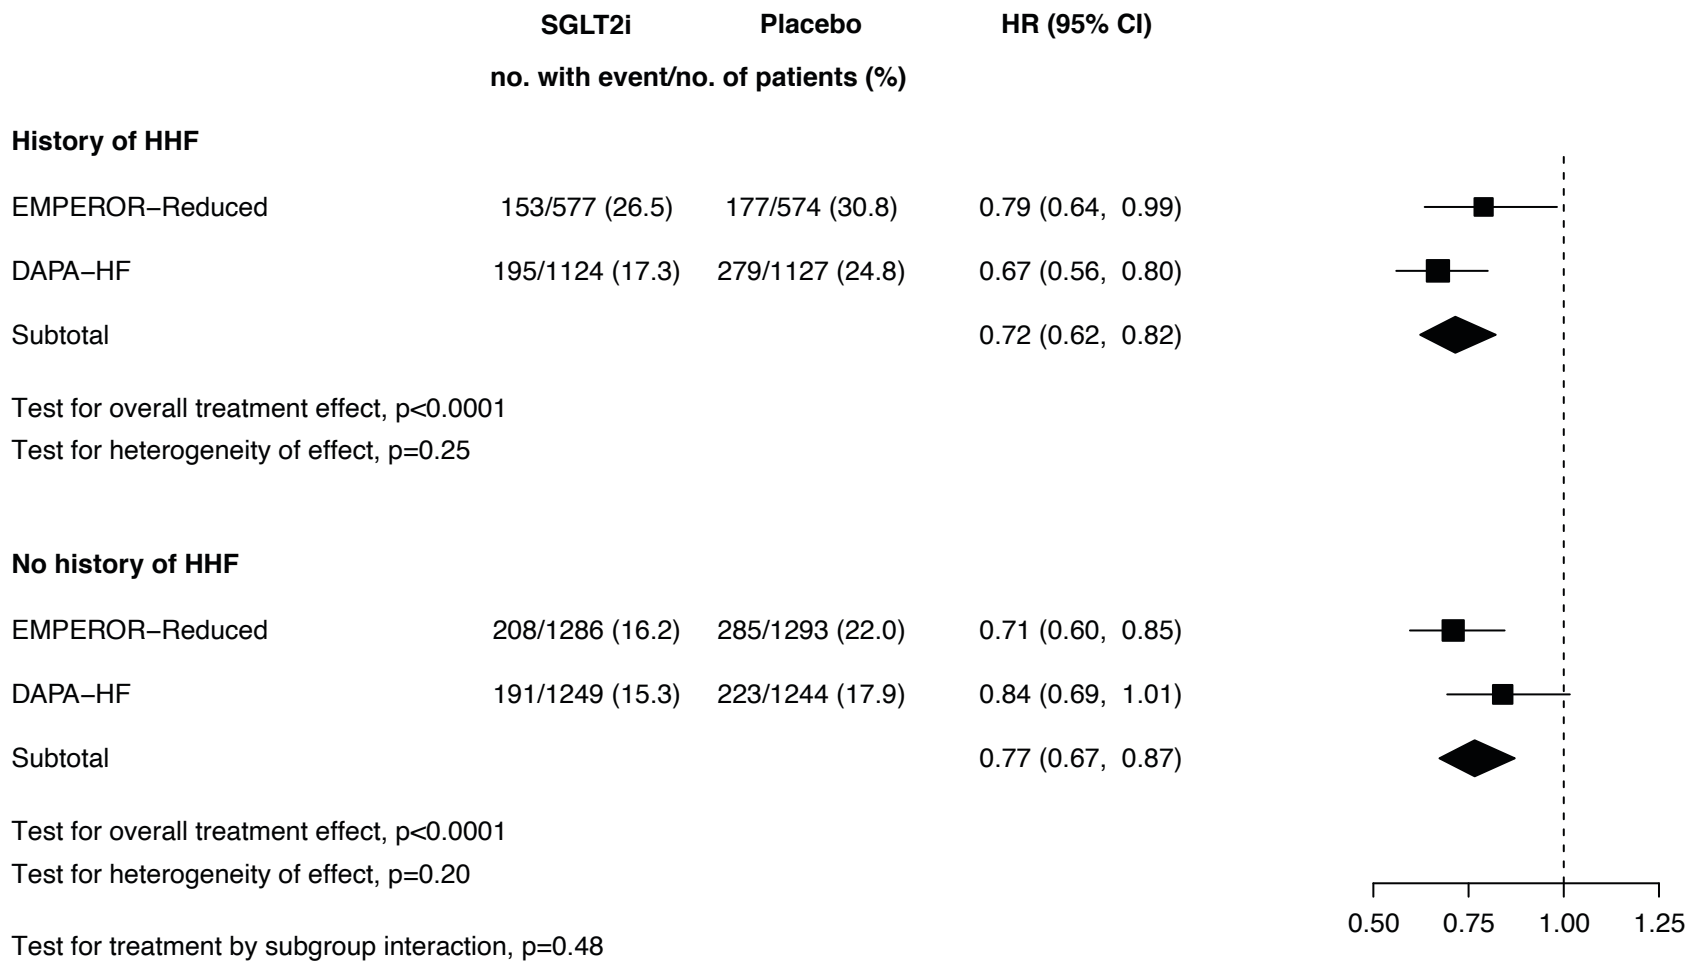 SGLT2i Placebo HR (95% CI)
no. with event/no. of patients (%)
History of HHF
EMPEROR−Reduced 153/577 (26.5) 177/574 (30.8) 0.79 (0.64, 0.99)
DAPA−HF 195/1124 (17.3) 279/1127 (24.8) 0.67 (0.56, 0.80)
Subtotal 0.72 (0.62, 0.82)
Test for overall treatment effect, p<0.0001
Test for heterogeneity of effect, p=0.25
No history of HHF
EMPEROR−Reduced 208/1286 (16.2) 285/1293 (22.0) 0.71 (0.60, 0.85)
DAPA−HF 191/1249 (15.3) 223/1244 (17.9) 0.84 (0.69, 1.01)
Subtotal 0.77 (0.67, 0.87)
Test for overall treatment effect, p<0.0001
Test for heterogeneity of effect, p=0.20
0.50 0.75 1.00 1.25
Test for treatment by subgroup interaction, p=0.48